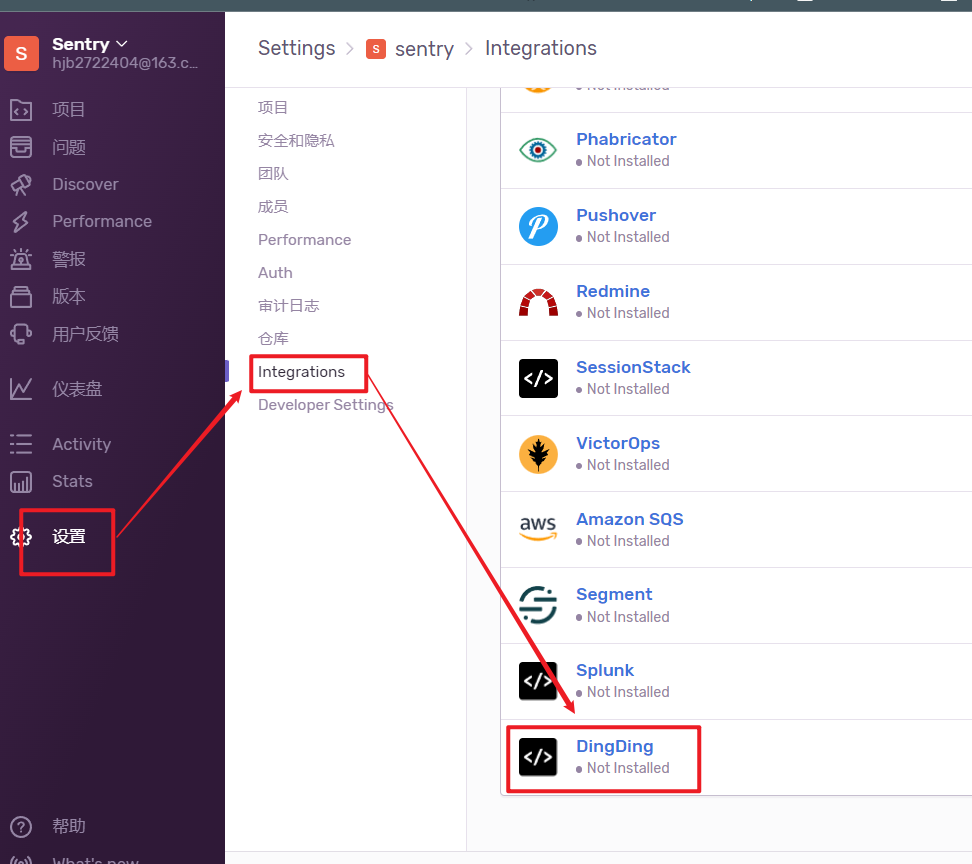 Settings
S
sentry
Integrations
S
Sentry
hjb2722404@163.c...
项目
问题
Discover
Performance
警报
版本
用户反馈
仪表盘
Activity
Stats
设置
帮助
What's new
项目
安全和隐私
团队
成员
Performance
Auth
审计日志
仓库
Integrations
Developer Settings
Not Installed
Phabricator
Not Installed
Pushover
Not Installed
Redmine
Not Installed
SessionStack
Not Installed
VictorOps
Not Installed
aws
Amazon SQS
Not Installed
Segment
Not Installed
Splunk
Not Installed
DingDing
Not Installed